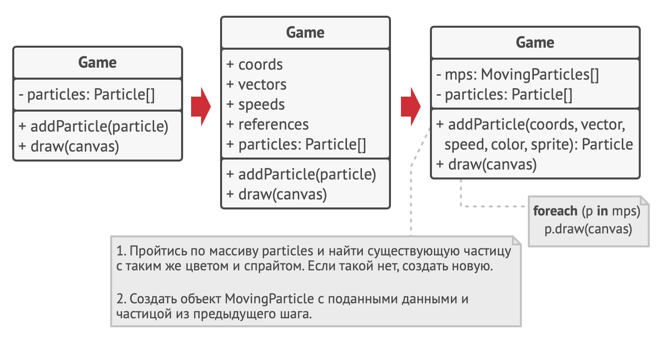 Game
- particles: Particle[]
+ addParticle(particle)
+ draw(canvas)
Game
+ coords
+ vectors
+ speeds
+ references
+ particles: Particle[]
+ addParticle(particle)
+ draw(canvas)
Game
- mps: MovingParticles[]
- particles: Particle[]
+ addParticle(coords, vector,
speed, color, sprite): Particle
+ draw(canvas)
foreach (p in mps)
p.draw(canvas)
1. Пройтись по массиву particles и найти существующую частицу
с таким же цветом и спрайтом. Если такой нет, создать новую.
2. Создать объект MovingParticle с поданными данными и
частицой из предыдущего шага.